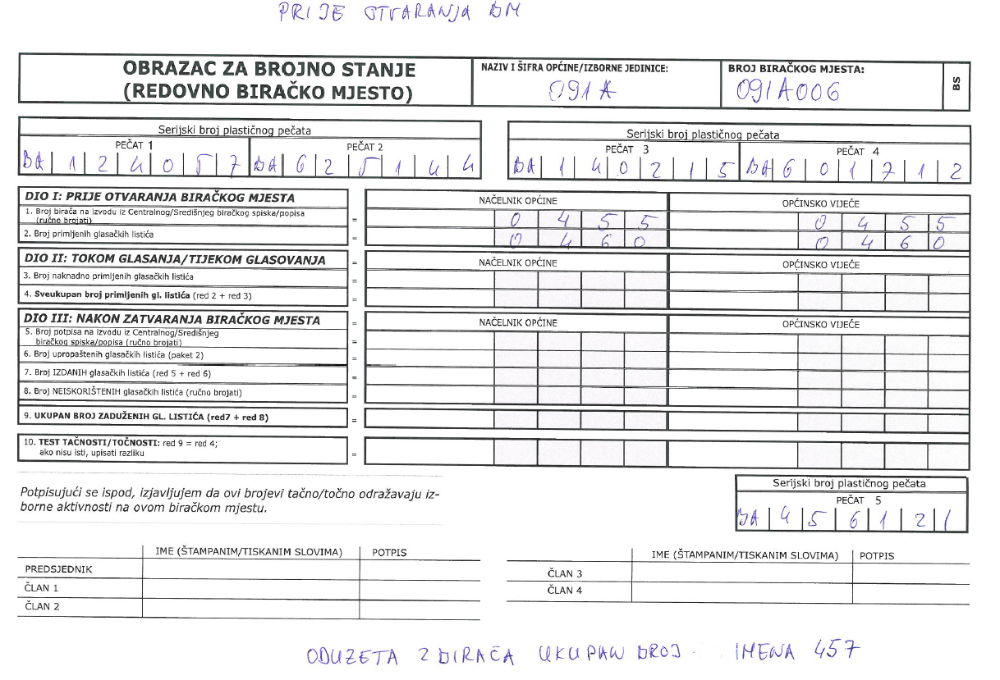 PRIJE OTVARANJA BM
OBRAZAC ZA BROJNO STANJE
(REDOVNO BIRAČKO MJESTO)
NAZIV I ŠIFRA OPĆINE/IZBORNE JEDINICE:
091A
BROJ BIRAČKOG MJESTA:
091A006
BS
Serijski broj plastičnog pečata
PEČAT 1 PEČAT 2
BA 1 2 4 0 5 7 BA 6 2 5 1 4 4
Serijski broj plastičnog pečata
PEČAT 3 PEČAT 4
BA 1 4 0 2 1 5 BA 6 0 1 7 1 2
DIO I: PRIJE OTVARANJA BIRAČKOG MJESTA NAČELNIK OPĆINE OPĆINSKO VIJEĆE
1. Broj birača na izvodu iz Centralnog/Središnjeg biračkog spiska/popisa
(ručno brojati) = 0 4 5 5 0 4 5 5
2. Broj primljenih glasačkih listića = 0 4 6 0 0 4 6 0
DIO II: TOKOM GLASANJA/TIJEKOM GLASOVANJA = NAČELNIK OPĆINE OPĆINSKO VIJEĆE
3. Broj naknadno primljenih glasačkih listića =
4. Sveukupan broj primljenih gl. listića (red 2 + red 3) =
DIO III: NAKON ZATVARANJA BIRAČKOG MJESTA = NAČELNIK OPĆINE OPĆINSKO VIJEĆE
5. Broj potpisa na izvodu iz Centralnog/Središnjeg
biračkog spiska/popisa (ručno brojati) =
6. Broj upropaštenih glasačkih listića (paket 2) =
7. Broj IZDANIH glasačkih listića (red 5 + red 6) =
8. Broj NEISKORIŠTENIH glasačkih listića (ručno brojati) =
9. UKUPAN BROJ ZADUŽENIH GL. LISTIĆA (red7 + red 8) =
10. TEST TAČNOSTI/TOČNOSTI: red 9 = red 4;
ako nisu isti, upisati razliku =
Potpisujući se ispod, izjavljujem da ovi brojevi tačno/točno odražavaju iz-
borne aktivnosti na ovom biračkom mjestu.
Serijski broj plastičnog pečata
PEČAT 5
BA 4 5 6 1 2 1
IME (ŠTAMPANIM/TISKANIM SLOVIMA) POTPIS
PREDSJEDNIK
ČLAN 1
ČLAN 2
IME (ŠTAMPANIM/TISKANIM SLOVIMA) POTPIS
ČLAN 3
ČLAN 4
ODUZETA 2 BIRAČA UKUPAN BROJ IMENA 457